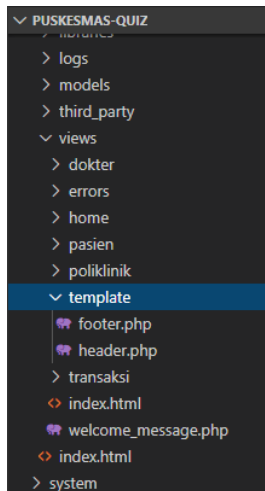 PUSKESMAS-QUIZ
libraries
logs
models
third_party
views
dokter
errors
home
pasien
poliklinik
template
footer.php
header.php
transaksi
index.html
welcome_message.php
index.html
system